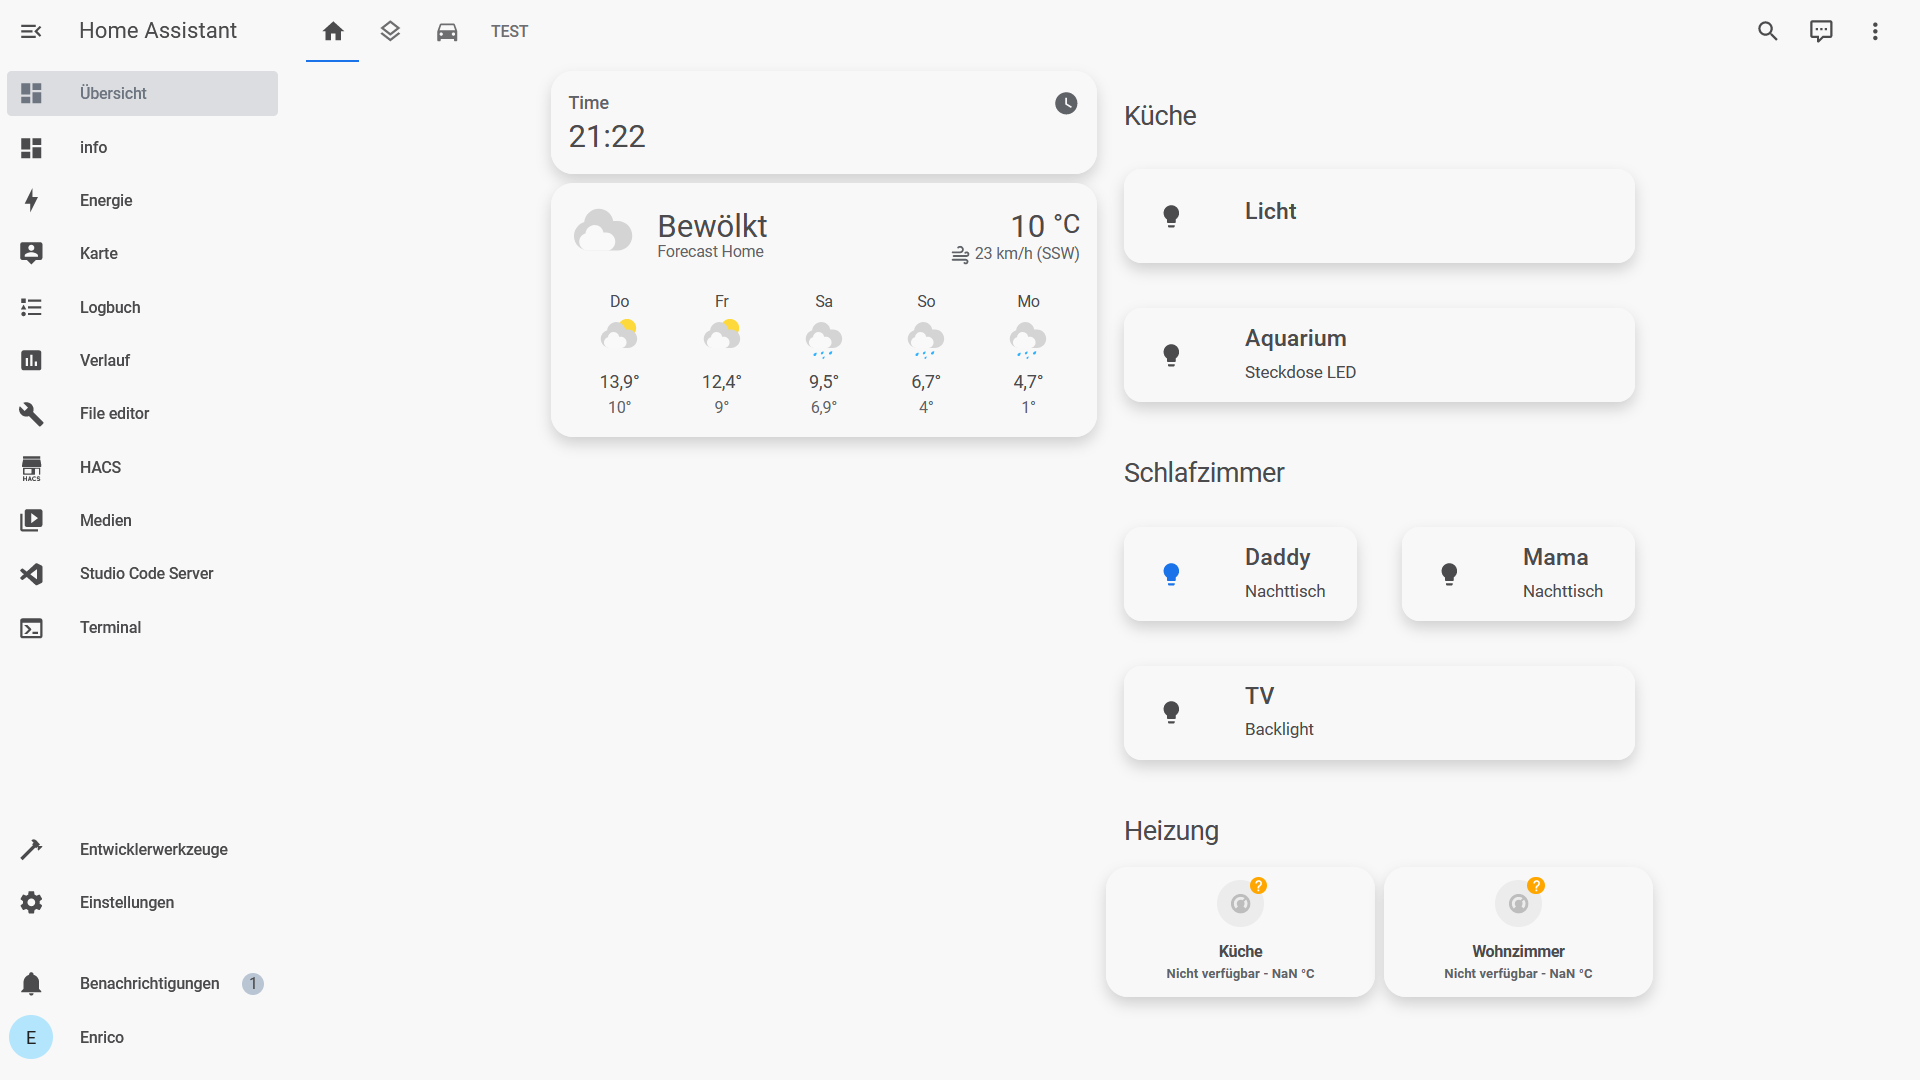 Home Assistant
TEST
Übersicht
info
Energie
Karte
Logbuch
Verlauf
File editor
HACS
HACS
Medien
Studio Code Server
Terminal
Entwicklerwerkzeuge
Einstellungen
Benachrichtigungen 1
E Enrico
Time
21:22
Bewölkt 10 °C
Forecast Home 23 km/h (SSW)
Do Fr Sa So Mo
13,9° 12,4° 9,5° 6,7° 4,7°
10° 9° 6,9° 4° 1°
Küche
Licht
Aquarium
Steckdose LED
Schlafzimmer
Daddy
Nachttisch
Mama
Nachttisch
TV
Backlight
Heizung
?
Küche
Nicht verfügbar - NaN °C
?
Wohnzimmer
Nicht verfügbar - NaN °C